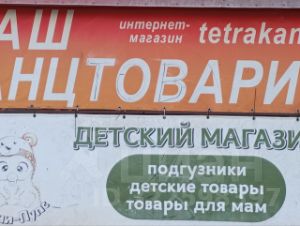 АШ
интернет-
магазин
tetrakan
АНЦТОВАРИ
ДЕТСКИЙ МАГАЗИ
подгузники
детские товары
товары для мам